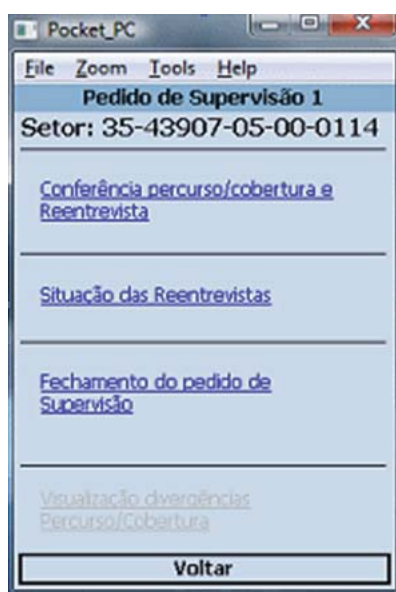 Pocket_PC
File Zoom Tools Help
Pedido de Supervisão 1
Setor: 35-43907-05-00-0114
Conferência percurso/cobertura e
Reentrevista
Situação das Reentrevistas
Fechamento do pedido de
Supervisão
Visualização divergências
Percurso/Cobertura
Voltar